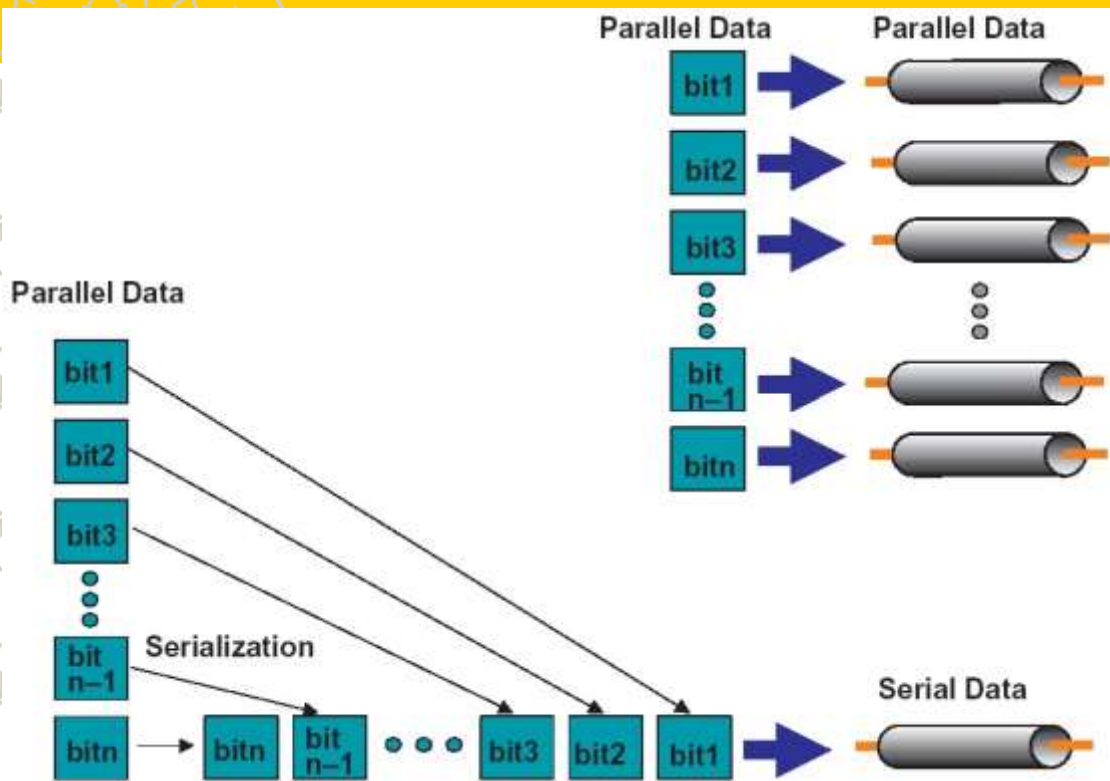 Parallel Data
Parallel Data
bit1
bit2
bit3
bit
n–1
bitn
Parallel Data
bit1
bit2
bit3
bit
n–1
bitn
Serialization
bitn
bit
n–1
bit3
bit2
bit1
Serial Data